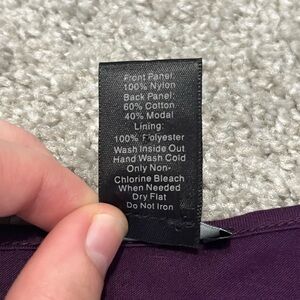 Front Panel:
100% Nylon
Back Panel:
60% Cotton
40% Modal
Lining:
100% Polyester
Wash Inside Out
Hand Wash Cold
Only Non-
Chlorine Bleach
When Needed
Dry Flat
Do Not Iron